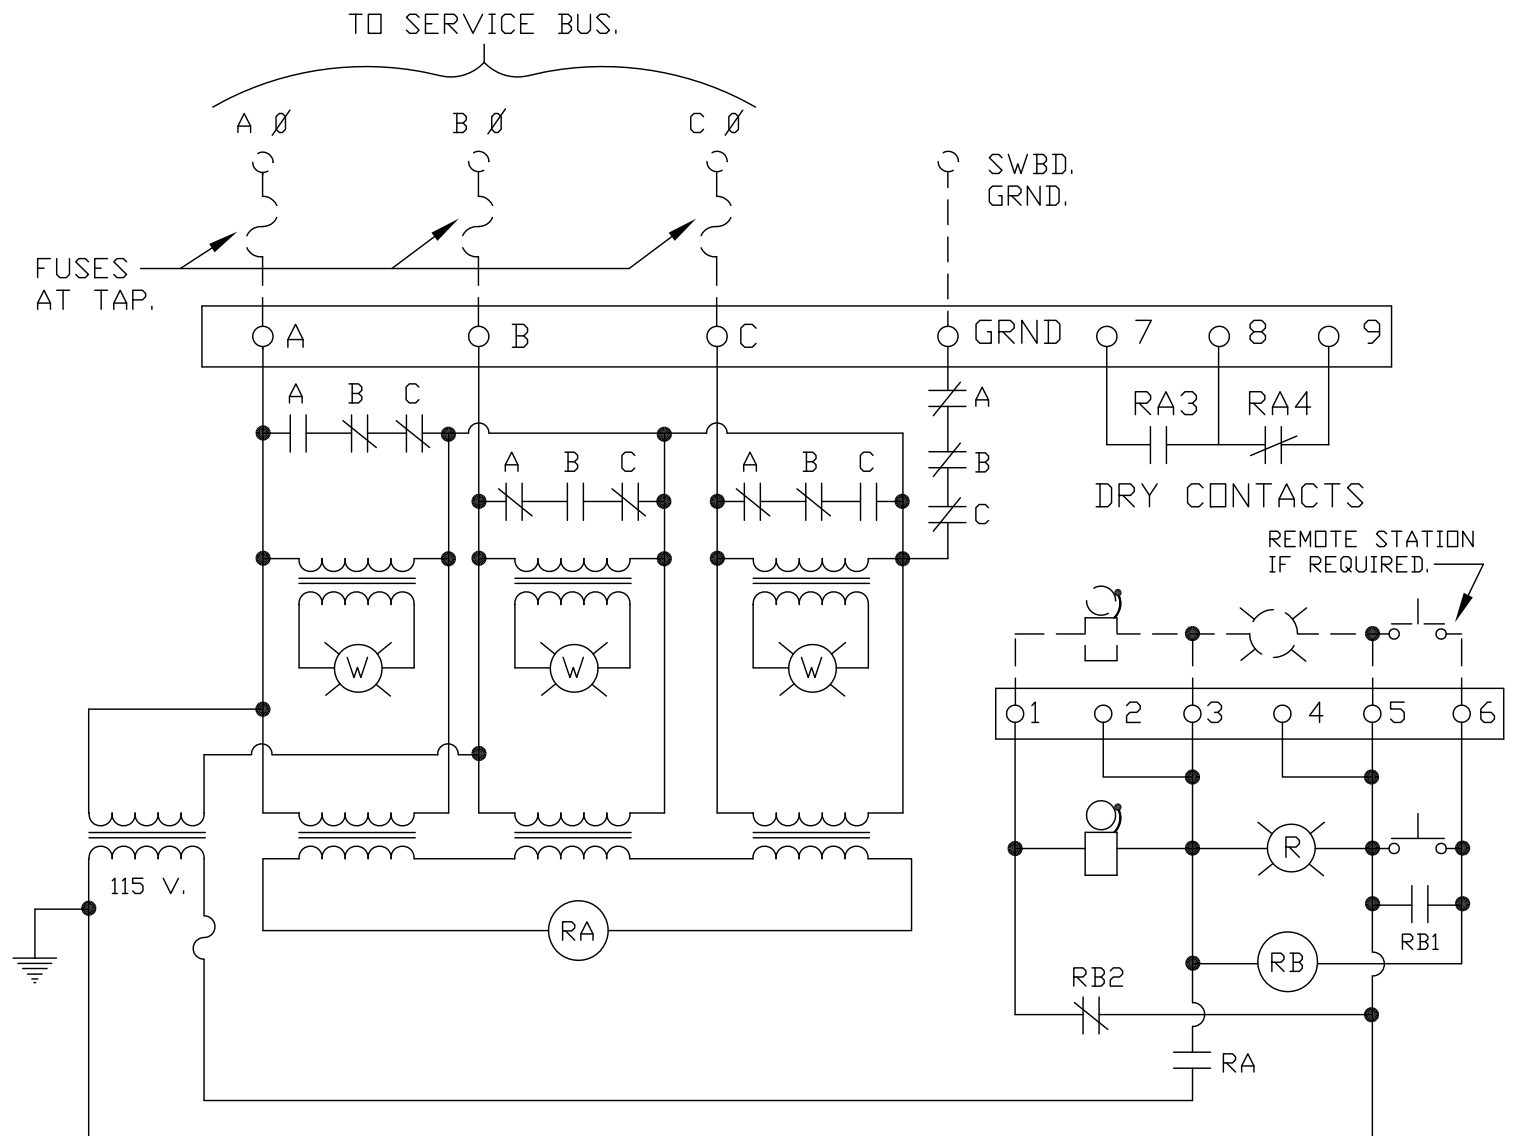 TO SERVICE BUS.
A Ø B Ø C Ø
SWBD.
GRND.
FUSES
AT TAP.
A B C GRND 7 8 9
A B C
A
RA3 RA4
A B C
A B C
B
C
DRY CONTACTS
REMOTE STATION
IF REQUIRED.
W W W
1 2 3 4 5 6
R
115 V.
RA
RB1
RB
RB2
RA